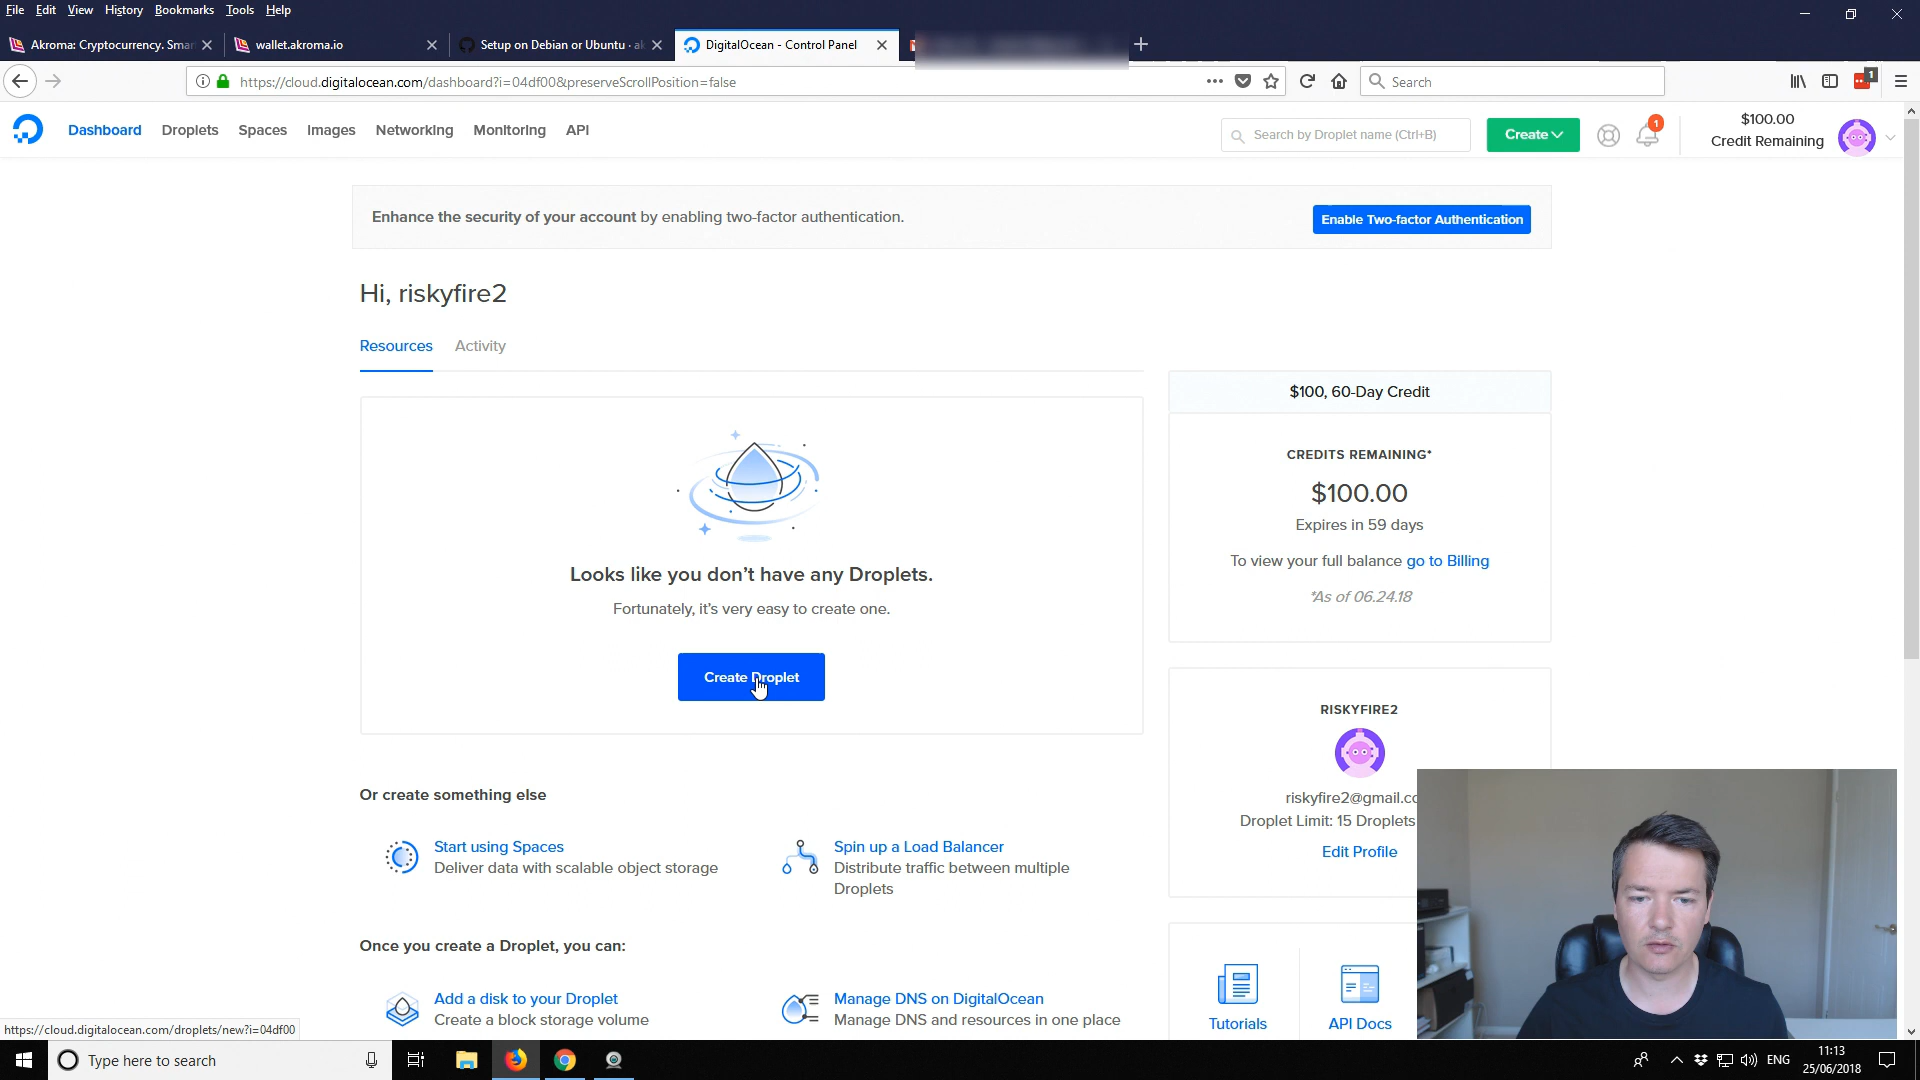 File Edit View History Bookmarks Tools Help
Akroma: Cryptocurrency. Smar
wallet.akroma.io
Setup on Debian or Ubuntu · ak
DigitalOcean - Control Panel
https://cloud.digitalocean.com/dashboard?i=04df00&preserveScrollPosition=false
Search
1
Dashboard Droplets Spaces Images Networking Monitoring API
Search by Droplet name (Ctrl+B)
Create
1
$100.00
Credit Remaining
Enhance the security of your account by enabling two-factor authentication.
Enable Two-factor Authentication
Hi, riskyfire2
Resources Activity
$100, 60-Day Credit
CREDITS REMAINING*
$100.00
Expires in 59 days
To view your full balance go to Billing
*As of 06.24.18
Looks like you don't have any Droplets.
Fortunately, it's very easy to create one.
Create Droplet
RISKYFIRE2
riskyfire2@gmail.co
Droplet Limit: 15 Droplets
Edit Profile
Or create something else
Start using Spaces
Deliver data with scalable object storage
Spin up a Load Balancer
Distribute traffic between multiple
Droplets
Once you create a Droplet, you can:
Add a disk to your Droplet
Create a block storage volume
Manage DNS on DigitalOcean
Manage DNS and resources in one place
Tutorials
API Docs
https://cloud.digitalocean.com/droplets/new?i=04df00
Type here to search
ENG
11:13
25/06/2018